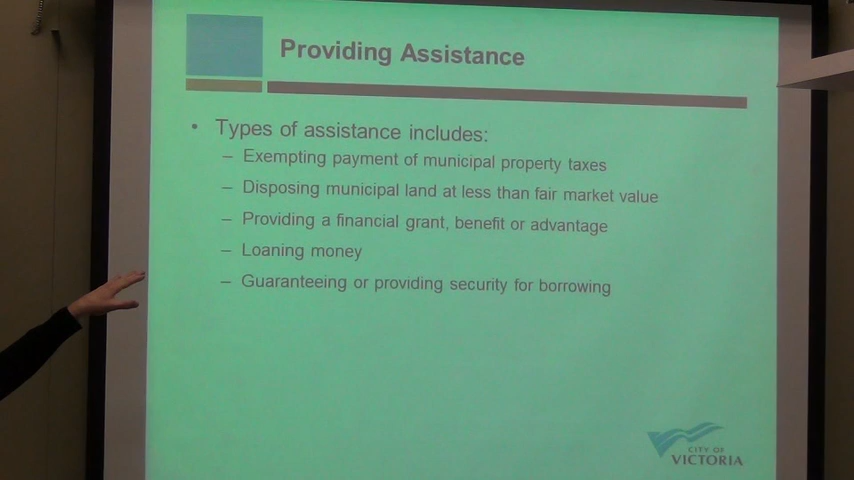 Providing Assistance
• Types of assistance includes:
– Exempting payment of municipal property taxes
– Disposing municipal land at less than fair market value
– Providing a financial grant, benefit or advantage
– Loaning money
– Guaranteeing or providing security for borrowing
CITY OF
VICTORIA